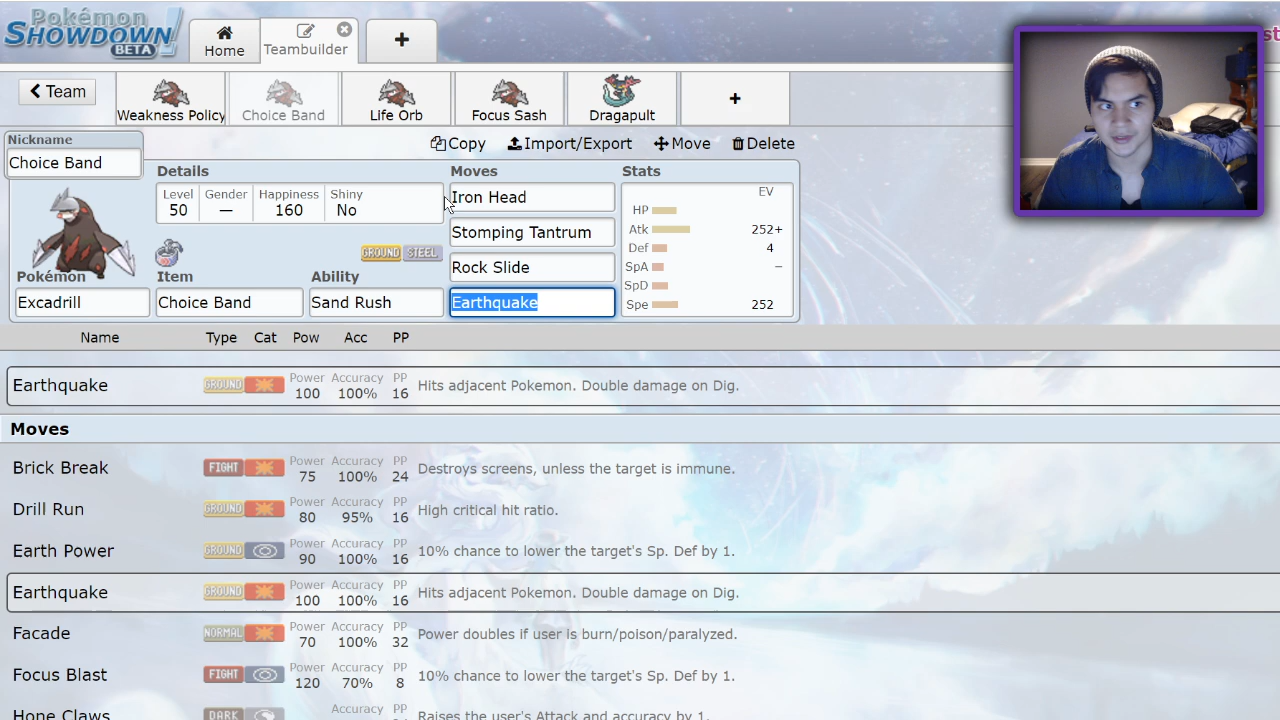 Pokémon
SHOWDOWN!
BETA
Home
Teambuilder
+
st
Team
Weakness Policy
Choice Band
Life Orb
Focus Sash
Dragapult
+
Nickname
Choice Band
Copy
Import/Export
Move
Delete
Details
Moves
Stats
Level
Gender
Happiness
Shiny
50
—
160
No
Iron Head
Stomping Tantrum
Rock Slide
Earthquake
EV
HP
Atk 252+
Def 4
SpA –
SpD
Spe 252
GROUND STEEL
Pokémon
Item
Ability
Excadrill
Choice Band
Sand Rush
Name Type Cat Pow Acc PP
Power Accuracy PP
Earthquake GROUND 100 100% 16 Hits adjacent Pokemon. Double damage on Dig.
Moves
Power Accuracy PP
Brick Break FIGHT 75 100% 24 Destroys screens, unless the target is immune.
Power Accuracy PP
Drill Run GROUND 80 95% 16 High critical hit ratio.
Power Accuracy PP
Earth Power GROUND 90 100% 16 10% chance to lower the target's Sp. Def by 1.
Power Accuracy PP
Earthquake GROUND 100 100% 16 Hits adjacent Pokemon. Double damage on Dig.
Power Accuracy PP
Facade NORMAL 70 100% 32 Power doubles if user is burn/poison/paralyzed.
Power Accuracy PP
Focus Blast FIGHT 120 70% 8 10% chance to lower the target's Sp. Def by 1.
Accuracy PP
Hone Claws DARK Raises the user's Attack and accuracy by 1.